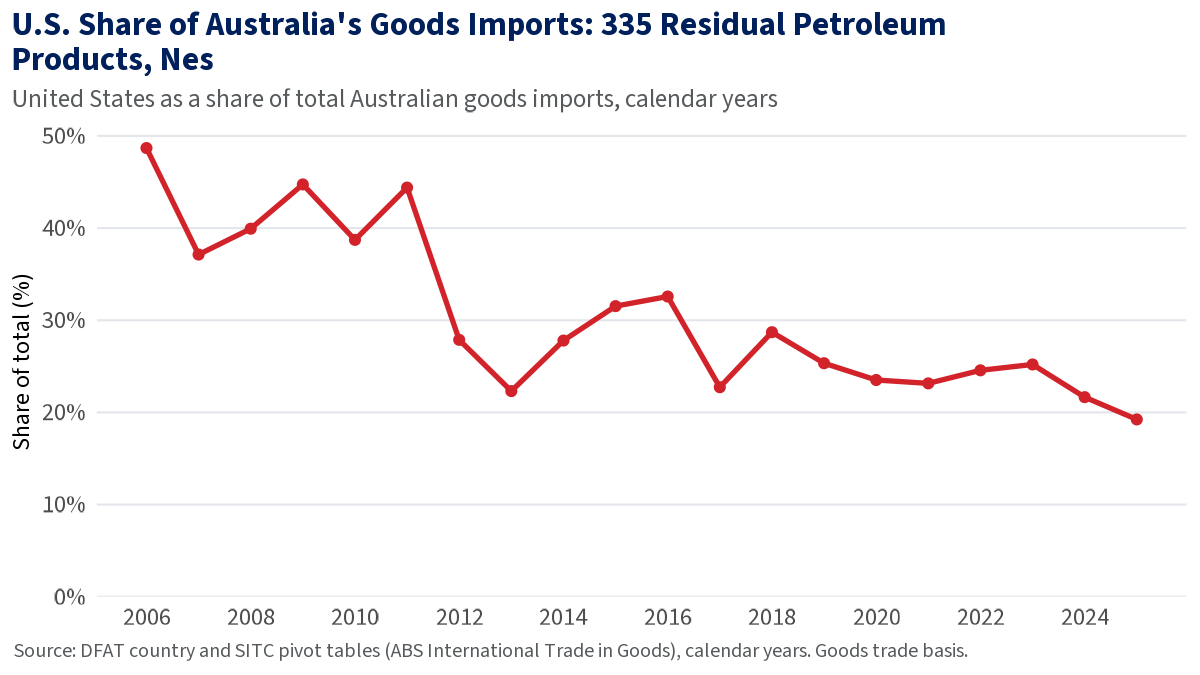 U.S. Share of Australia's Goods Imports: 335 Residual Petroleum
Products, Nes
United States as a share of total Australian goods imports, calendar years
Share of total (%)
50%
40%
30%
20%
10%
0%
2006 2008 2010 2012 2014 2016 2018 2020 2022 2024
Source: DFAT country and SITC pivot tables (ABS International Trade in Goods), calendar years. Goods trade basis.